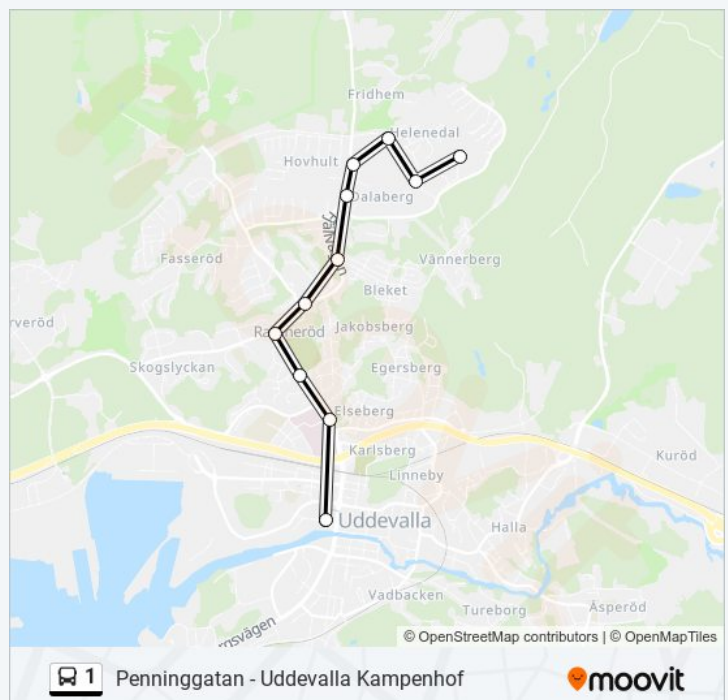 Fridhem
Helenedal
Hovhult
Dalaberg
Fasseröd
Vännerberg
Bleket
Jakobsberg
Skogslyckan
Egersberg
Elseberg
Karlsberg
Kuröd
Linneby
Uddevalla
Halla
Vadbacken
Tureborg
Äsperöd
© OpenStreetMap contributors | © OpenMapTiles
1 Penninggatan - Uddevalla Kampenhof
moovit